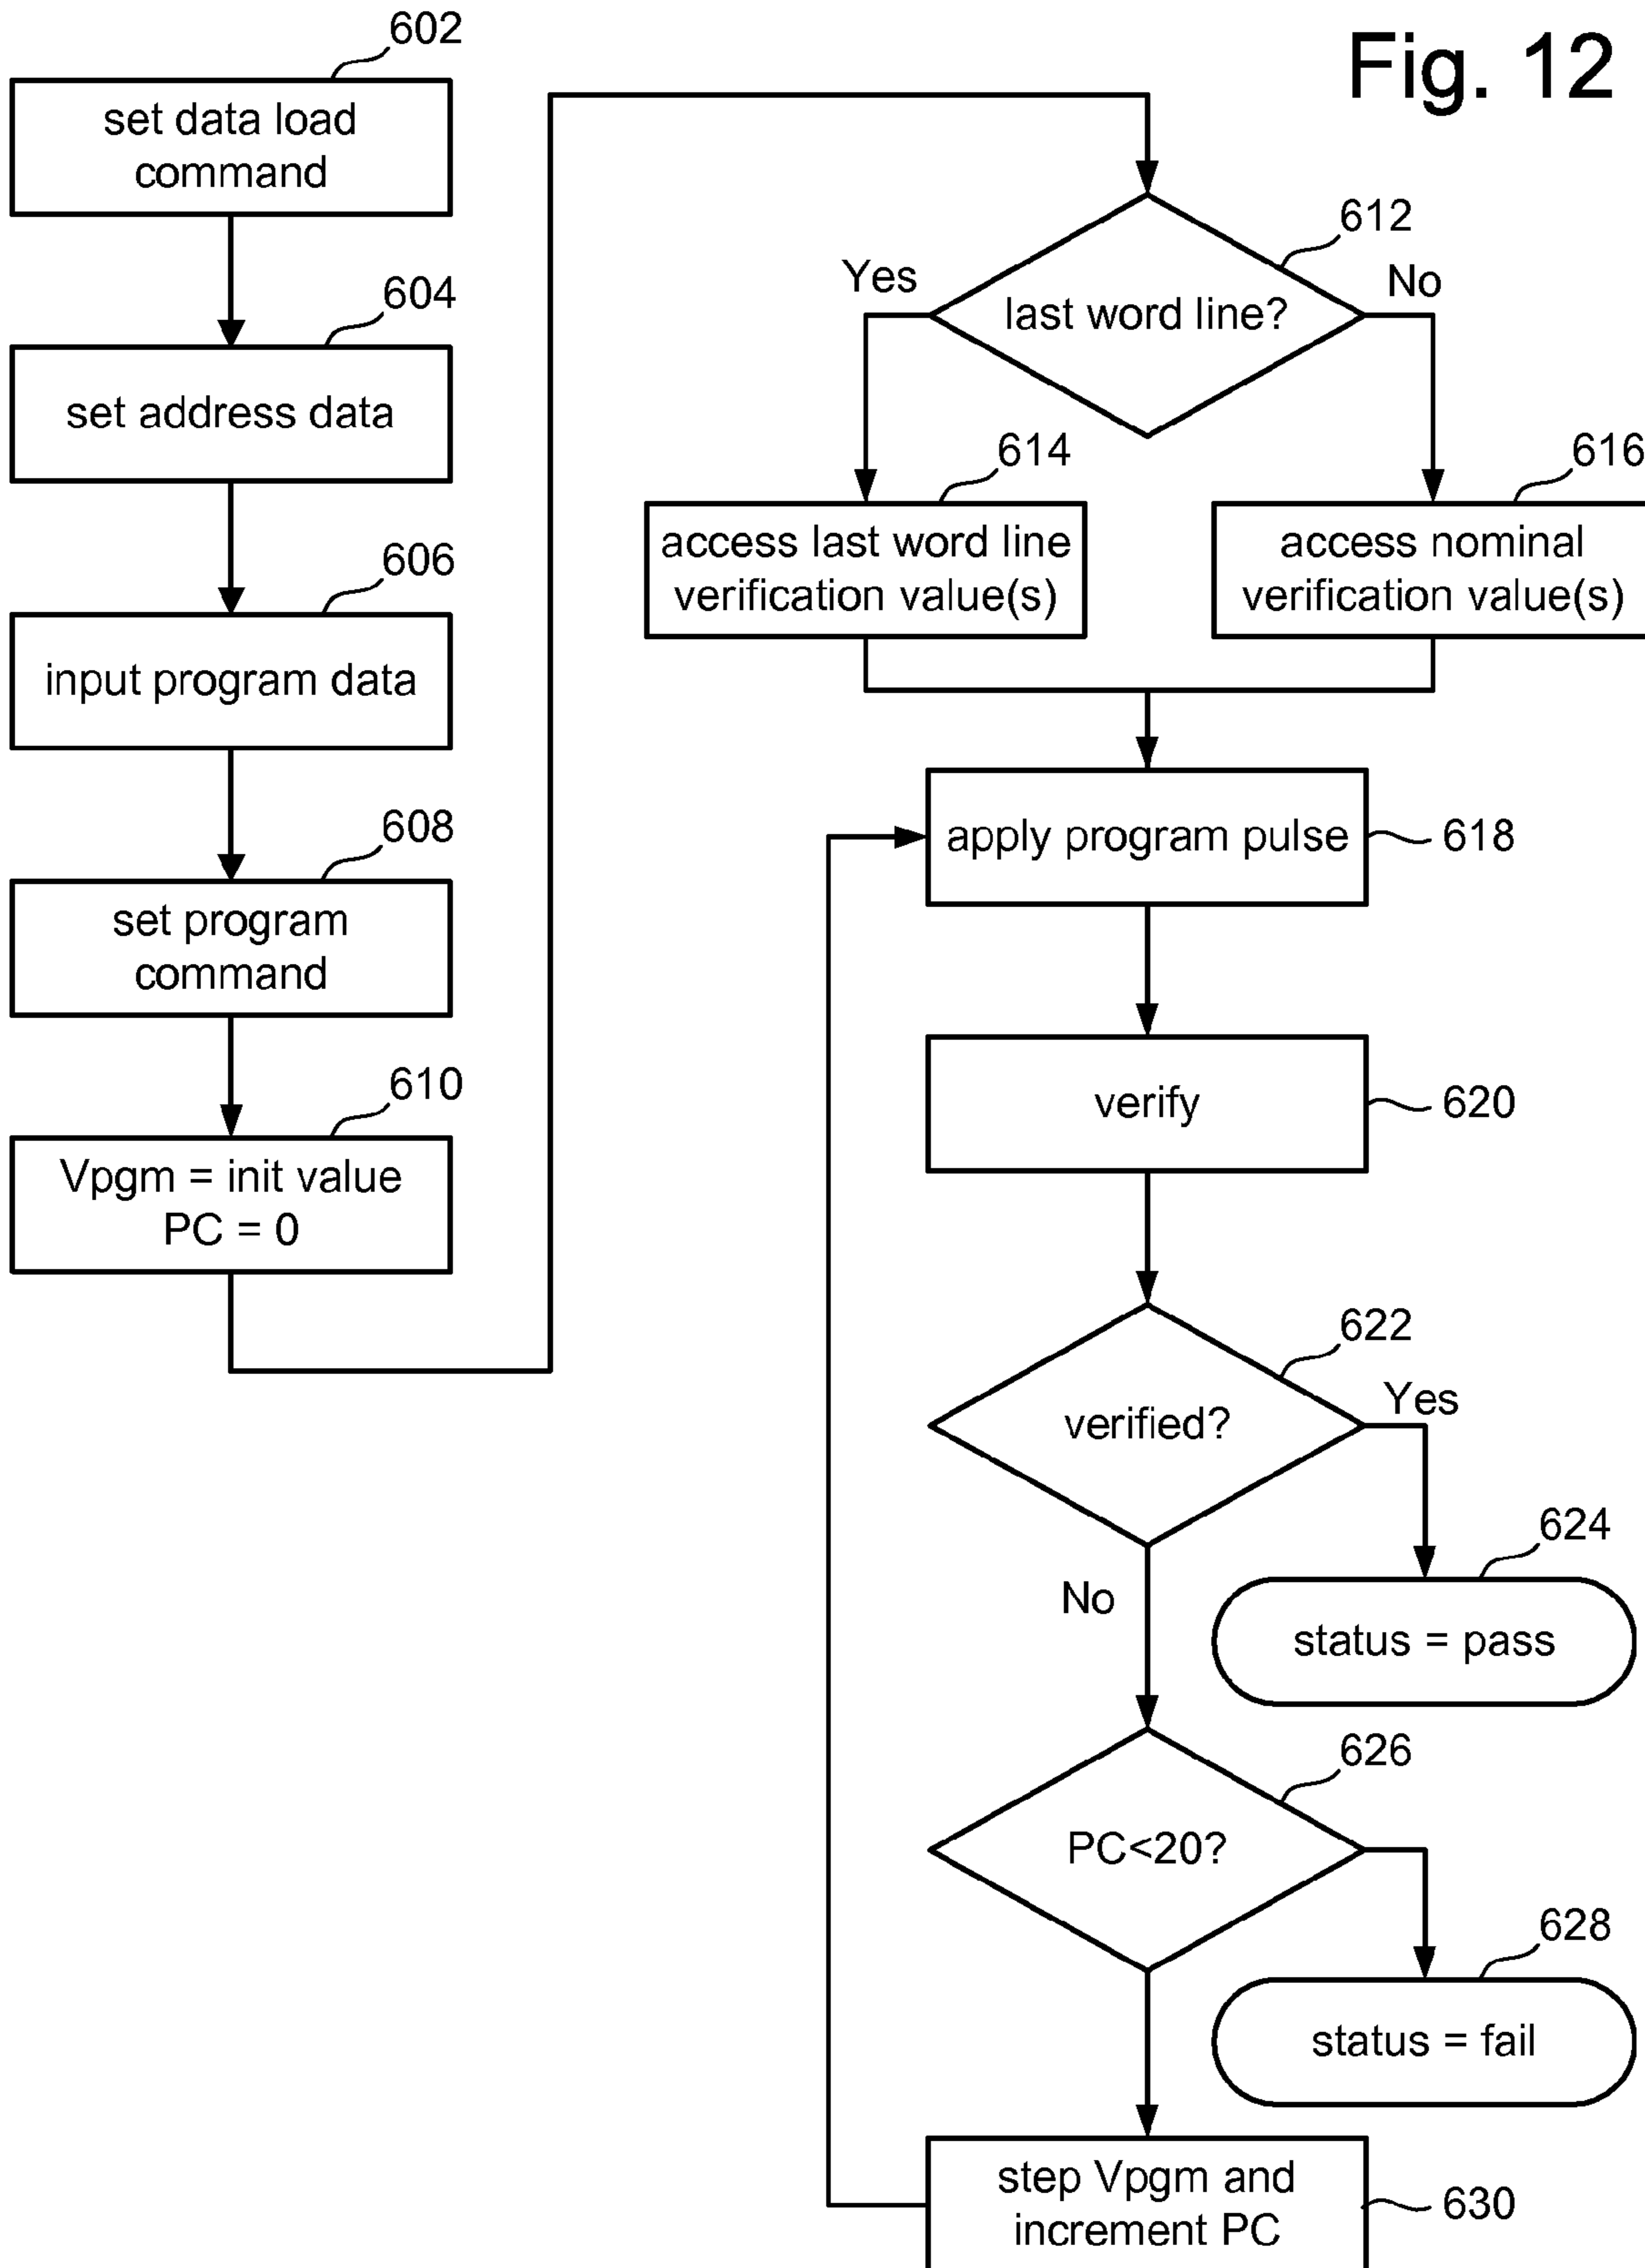 Fig. 12
602
set data load
command
604
set address data
606
input program data
608
set program
command
610
Vpgm = init value
PC = 0
612
last word line?
Yes
No
614
access last word line
verification value(s)
616
access nominal
verification value(s)
apply program pulse
618
verify
620
622
verified?
Yes
624
status = pass
No
626
PC<20?
628
status = fail
step Vpgm and
increment PC
630